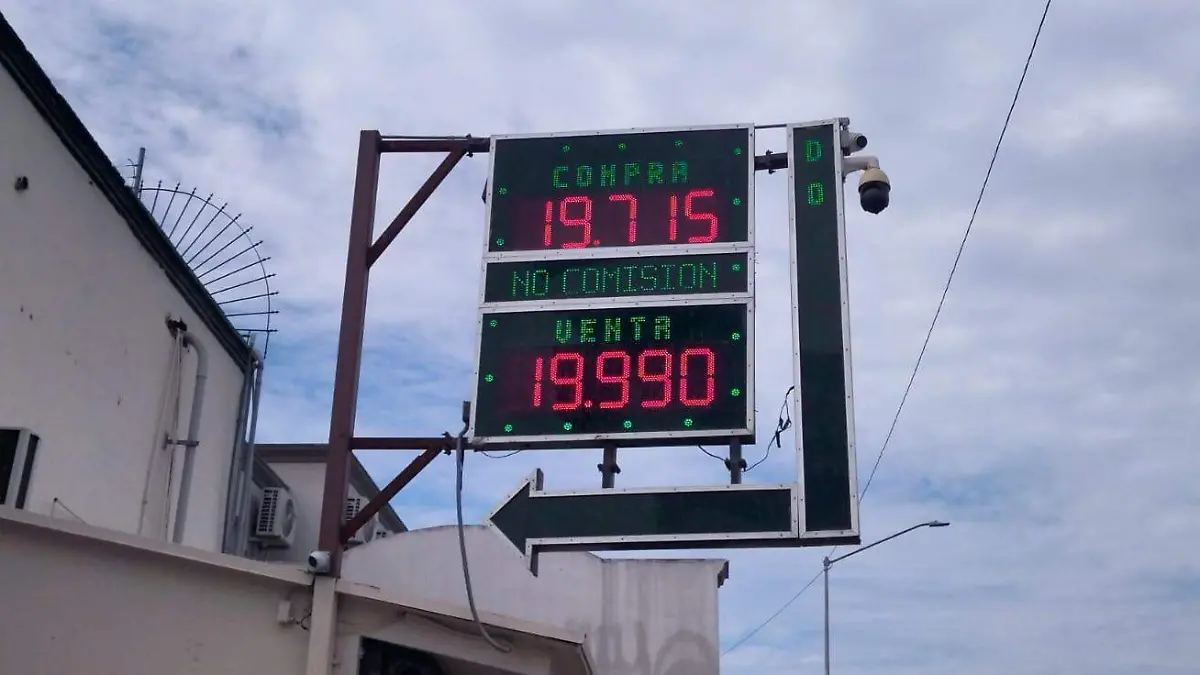 COMPRA
19.715
NO COMISION
VENTA
19.990
D
D